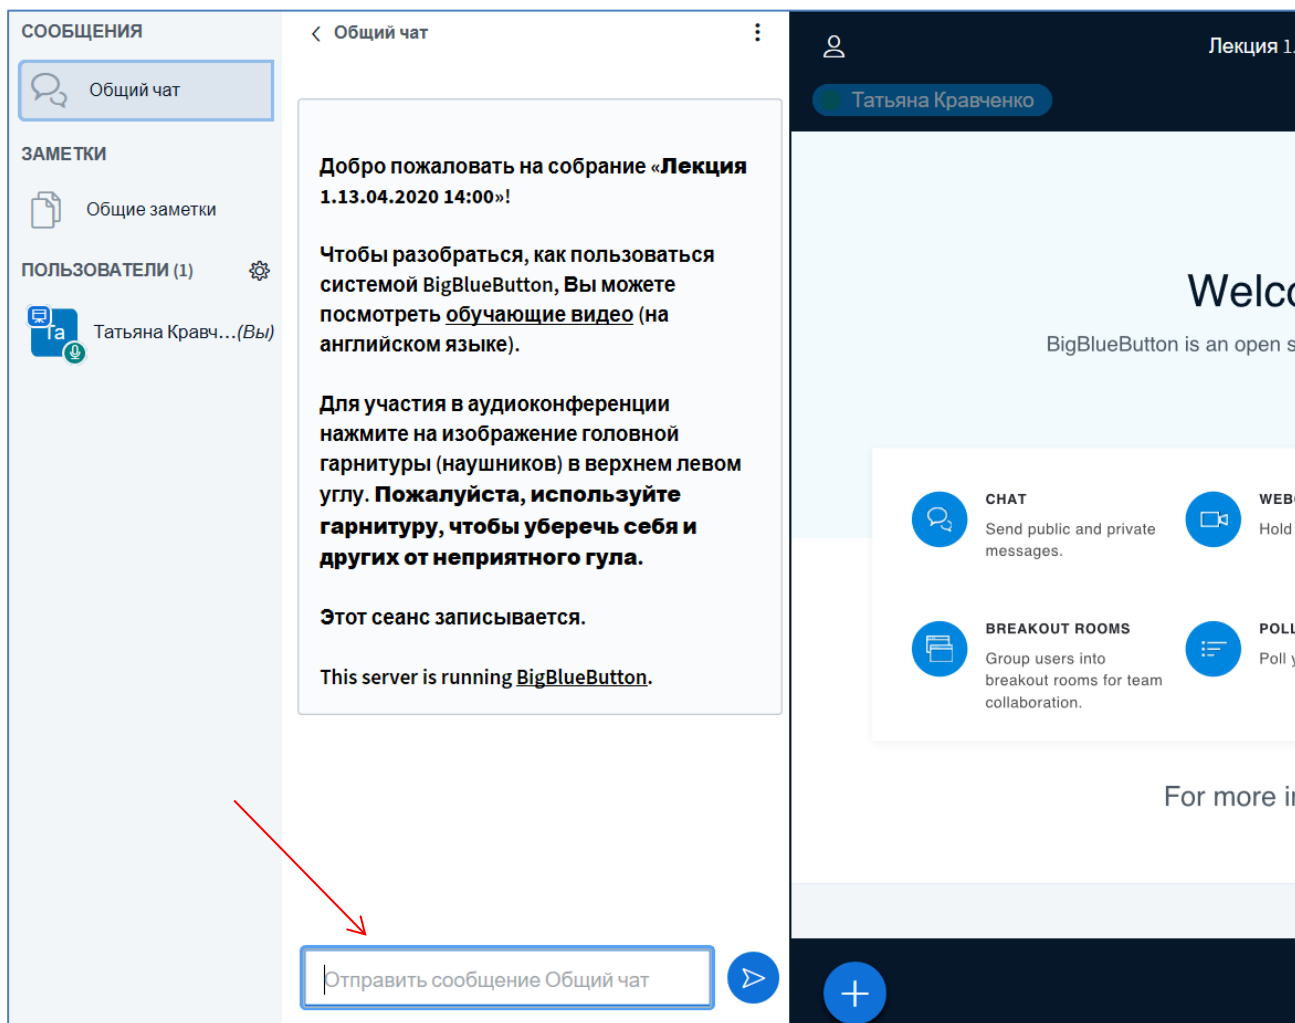 СООБЩЕНИЯ
Общий чат
ЗАМЕТКИ
Общие заметки
ПОЛЬЗОВАТЕЛИ (1)
Та
Татьяна Кравч...(Вы)
Общий чат
Добро пожаловать на собрание «Лекция
1.13.04.2020 14:00»!
Чтобы разобраться, как пользоваться
системой BigBlueButton, Вы можете
посмотреть обучающие видео (на
английском языке).
Для участия в аудиоконференции
нажмите на изображение головной
гарнитуры (наушников) в верхнем левом
углу. Пожалуйста, используйте
гарнитуру, чтобы уберечь себя и
других от неприятного гула.
Этот сеанс записывается.
This server is running BigBlueButton.
Отправить сообщение Общий чат
Лекция 1.
Татьяна Кравченко
BigBlueButton is an open
CHAT
Send public and private
messages.
Hold
BREAKOUT ROOMS
Group users into
breakout rooms for team
collaboration.
POLL
Poll
For more